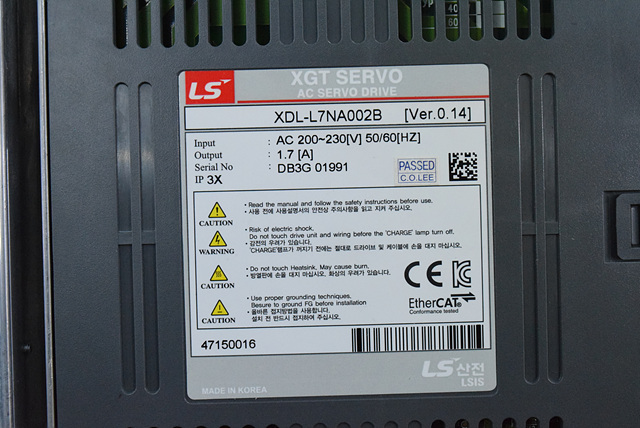 LS
XGT SERVO
AC SERVO DRIVE
XDL-L7NA002B [Ver.0.14]
Input : AC 200~230[V] 50/60[HZ]
Output : 1.7 [A]
Serial No : DB3G 01991
IP 3X
PASSED
C.O.LEE
CAUTION
• Read the manual and follow the safety instructions before use.
• 사용 전에 사용설명서의 안전상 주의사항을 읽고 지켜 주십시오.
WARNING
• Risk of electric shock.
Do not touch drive unit and wiring before the 'CHARGE' lamp turn off.
• 감전의 우려가 있습니다.
'CHARGE'램프가 꺼지기 전에는 절대로 드라이브 및 케이블에 손을 대지 마십시오.
CAUTION
• Do not touch Heatsink. May cause burn.
• 방열판에 손을 대지 마십시오. 화상의 우려가 있습니다.
CAUTION
• Use proper grounding techniques.
Besure to ground FG before installation
• 올바른 접지방법을 사용합니다.
설치 전 반드시 접지하여 주십시오.
CE
EtherCAT®
Conformance tested
47150016
LS산전
LSIS
MADE IN KOREA